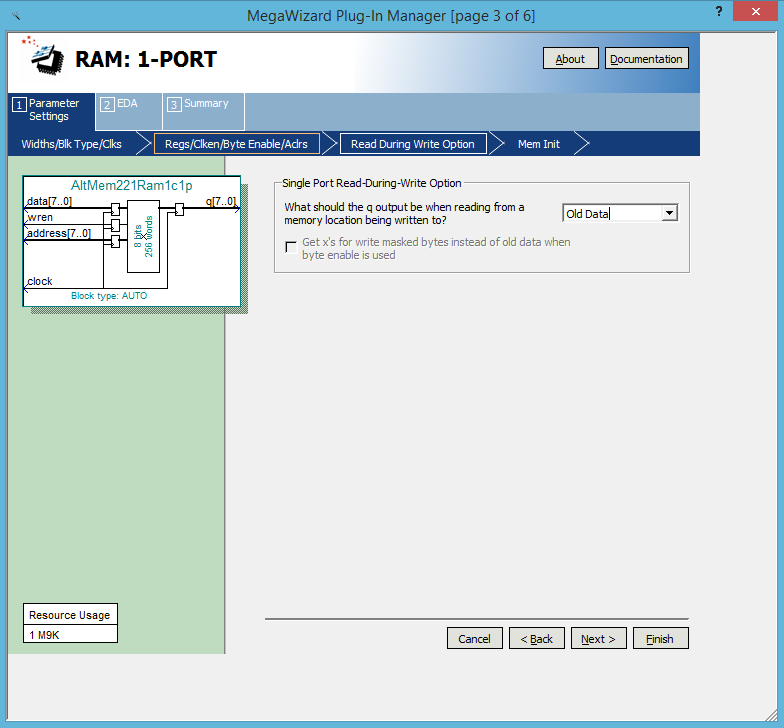 MegaWizard Plug-In Manager [page 3 of 6]
?
RAM: 1-PORT
About
Documentation
1 Parameter Settings
2 EDA
3 Summary
Widths/Blk Type/Clks
Regs/Clken/Byte Enable/Aclrs
Read During Write Option
Mem Init
AltMem221Ram1c1p
data[7..0]
q[7..0]
wren
address[7..0]
8 bits
256 words
clock
Block type: AUTO
Single Port Read-During-Write Option
What should the q output be when reading from a
memory location being written to?
Old Data
Get x's for write masked bytes instead of old data when
byte enable is used
Resource Usage
1 M9K
Cancel
< Back
Next >
Finish